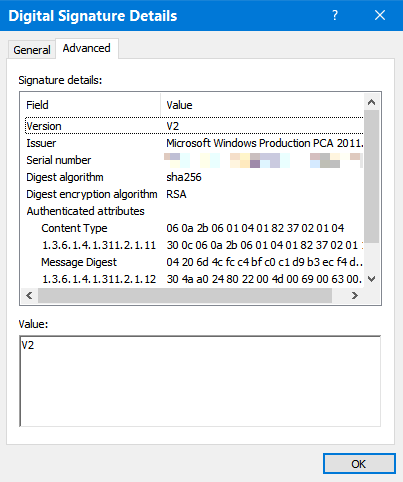 Digital Signature Details
General Advanced
Signature details:
Field Value
Version V2
Issuer Microsoft Windows Production PCA 2011.
Serial number
Digest algorithm sha256
Digest encryption algorithm RSA
Authenticated attributes
Content Type 06 0a 2b 06 01 04 01 82 37 02 01 04
1.3.6.1.4.1.311.2.1.11 30 0c 06 0a 2b 06 01 04 01 82 37 02 01
Message Digest 04 20 6d 4c fc c4 bf c0 c1 d9 b3 ec f4 d...
1.3.6.1.4.1.311.2.1.12 30 4a a0 24 80 22 00 4d 00 69 00 63 00...
Value:
V2
OK